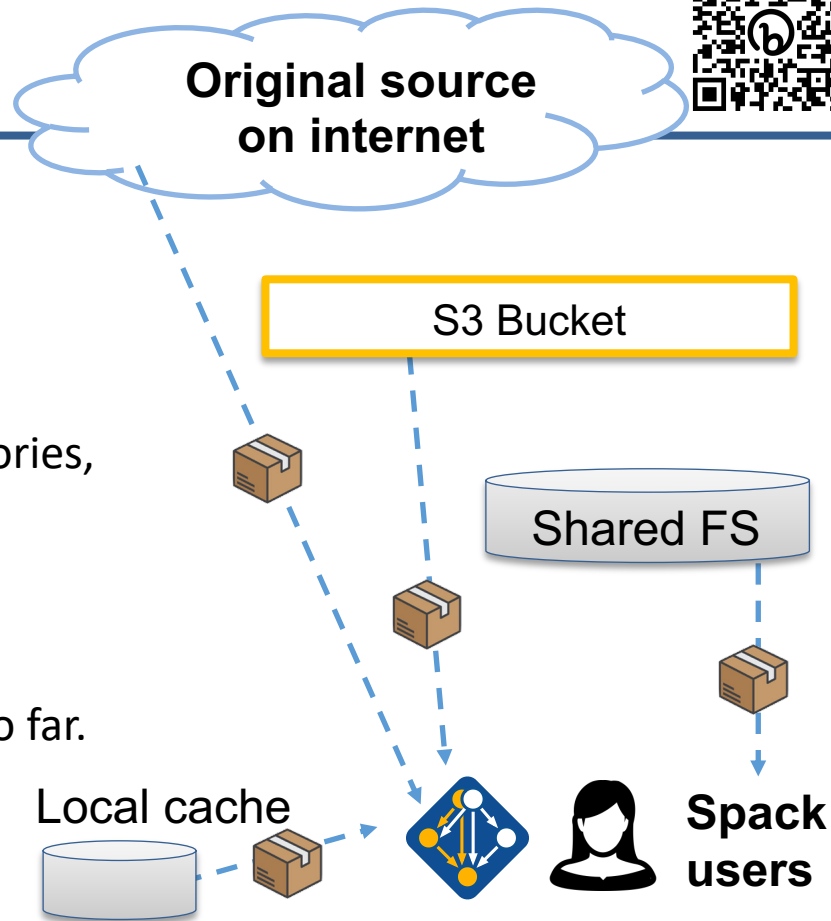 Original source
on internet
S3 Bucket
ories,
Shared FS
o far.
Local cache
Spack
users